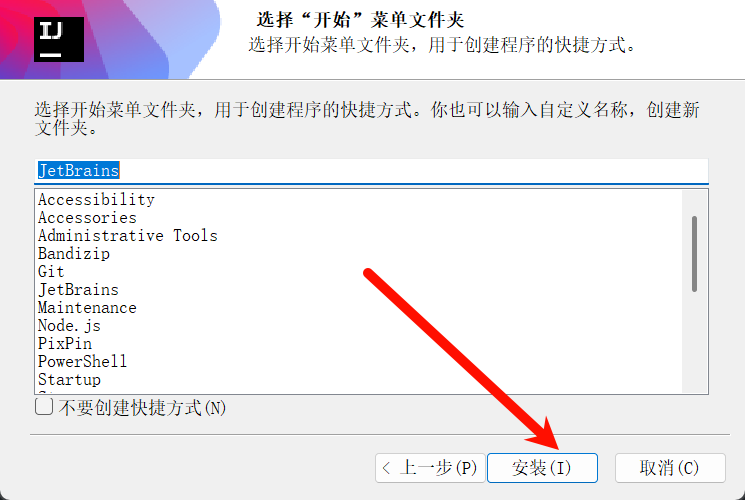 IJ
选择“开始”菜单文件夹
选择开始菜单文件夹，用于创建程序的快捷方式。
选择开始菜单文件夹，用于创建程序的快捷方式。你也可以输入自定义名称，创建新
文件夹。
JetBrains
Accessibility
Accessories
Administrative Tools
Bandizip
Git
JetBrains
Maintenance
Node.js
PixPin
PowerShell
Startup
不要创建快捷方式(N)
< 上一步(P)
安装(I)
取消(C)